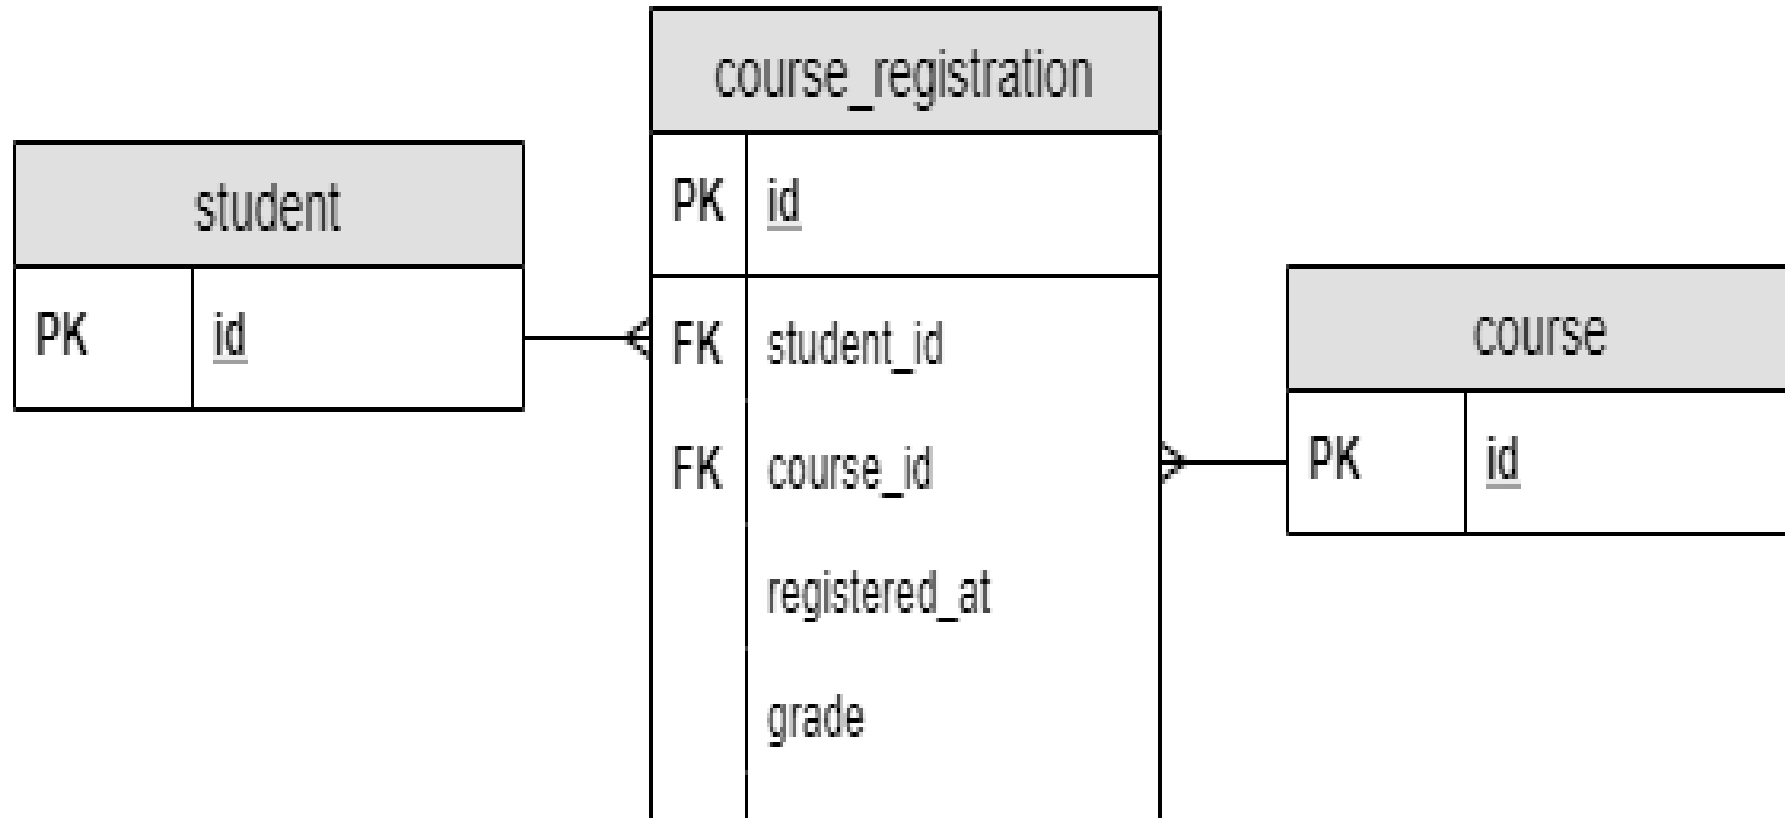 student
PK id
course_registration
PK id
FK student_id
FK course_id
registered_at
grade
course
PK id